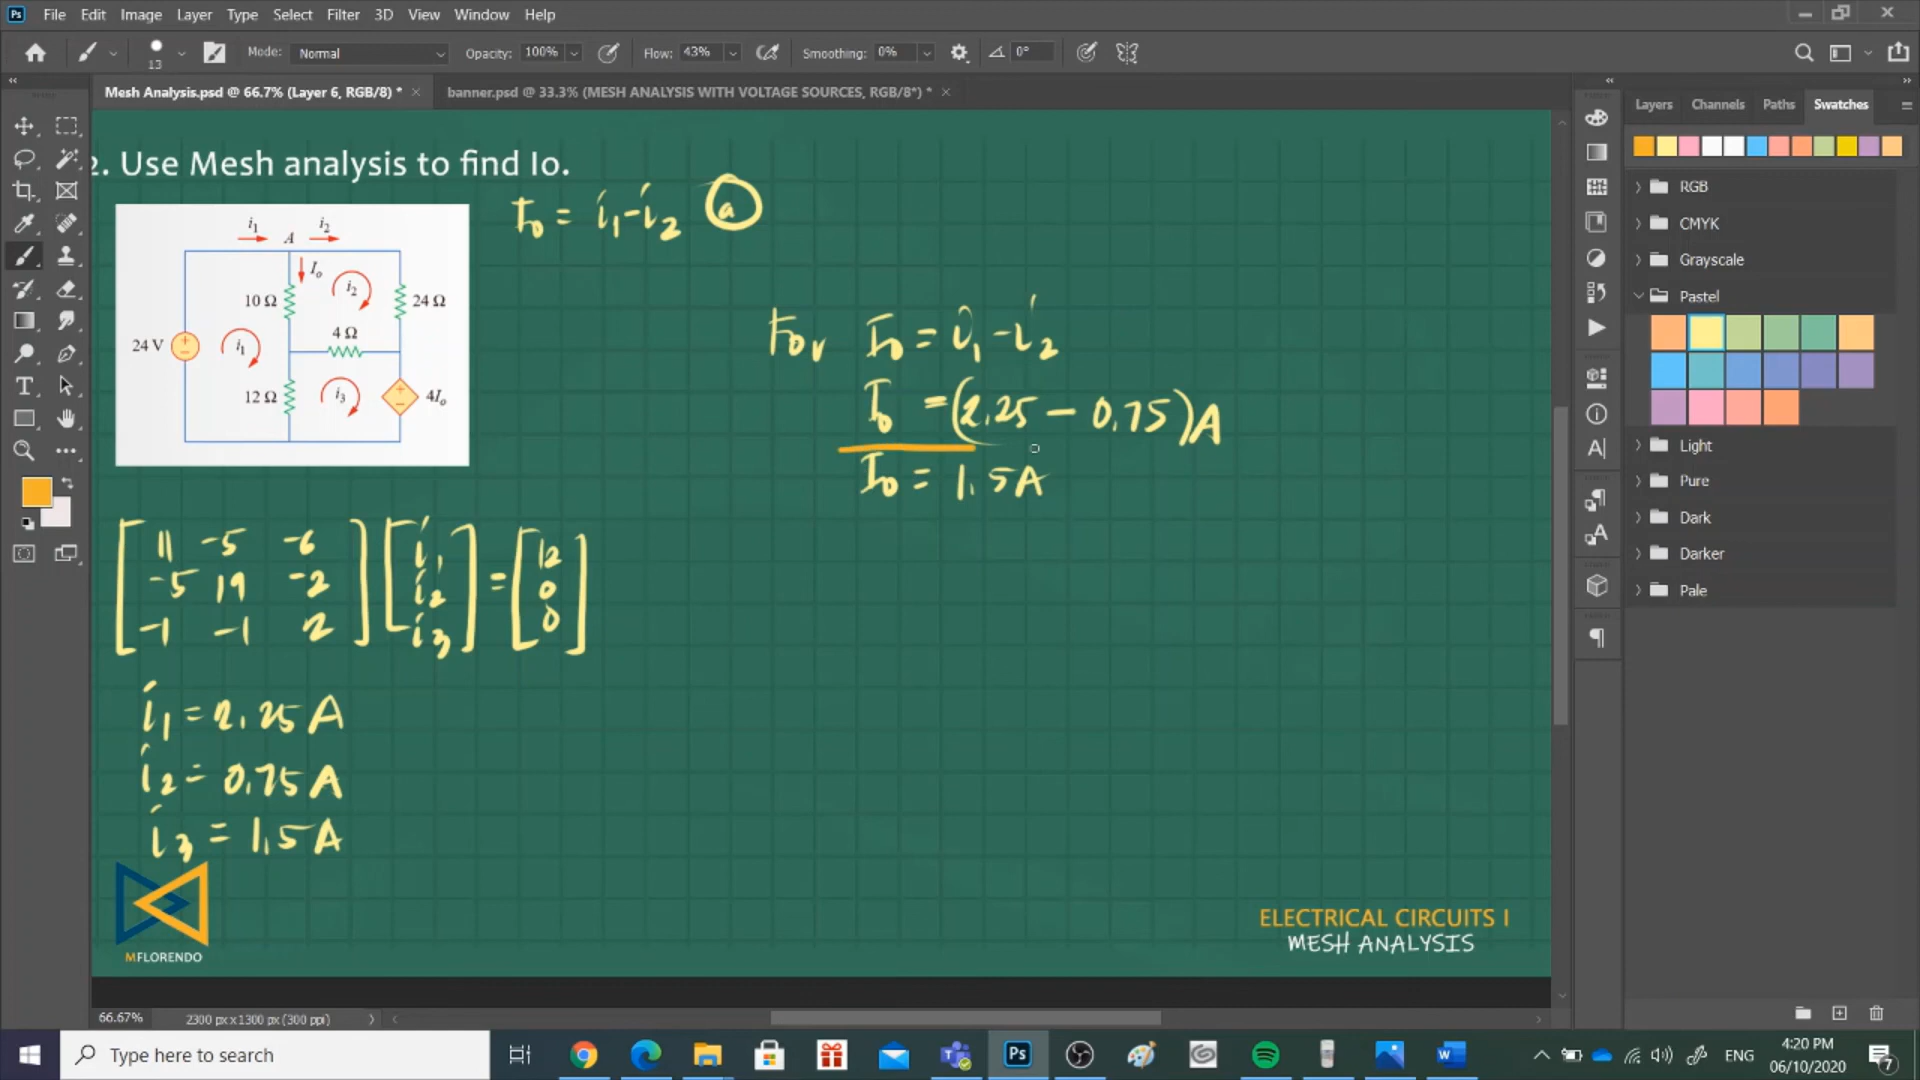 Ps File Edit Image Layer Type Select Filter 3D View Window Help
13 Mode: Normal Opacity: 100% Flow: 43% Smoothing: 0% 0°
Mesh Analysis.psd @ 66.7% (Layer 6, RGB/8) * × banner.psd @ 33.3% (MESH ANALYSIS WITH VOLTAGE SOURCES, RGB/8*) * ×
2. Use Mesh analysis to find Io.
Io = i1 - i2 (a)
i1 A i2
Io
10 Ω i2 24 Ω
4 Ω
24 V i1
12 Ω i3 4Io
For Io = i1 - i2
Io = (2.25 - 0.75)A
Io = 1.5A
[11 -5 -6] [i1] = [12]
[-5 19 -2] [i2] [0]
[-1 -1 2] [i3] [0]
i1 = 2.25 A
i2 = 0.75 A
i3 = 1.5 A
MFLORENDO
ELECTRICAL CIRCUITS I
MESH ANALYSIS
Layers Channels Paths Swatches
RGB
CMYK
Grayscale
Pastel
Light
Pure
Dark
Darker
Pale
66.67% 2300 px x 1300 px (300 ppi)
Type here to search
ENG
4:20 PM
06/10/2020
7